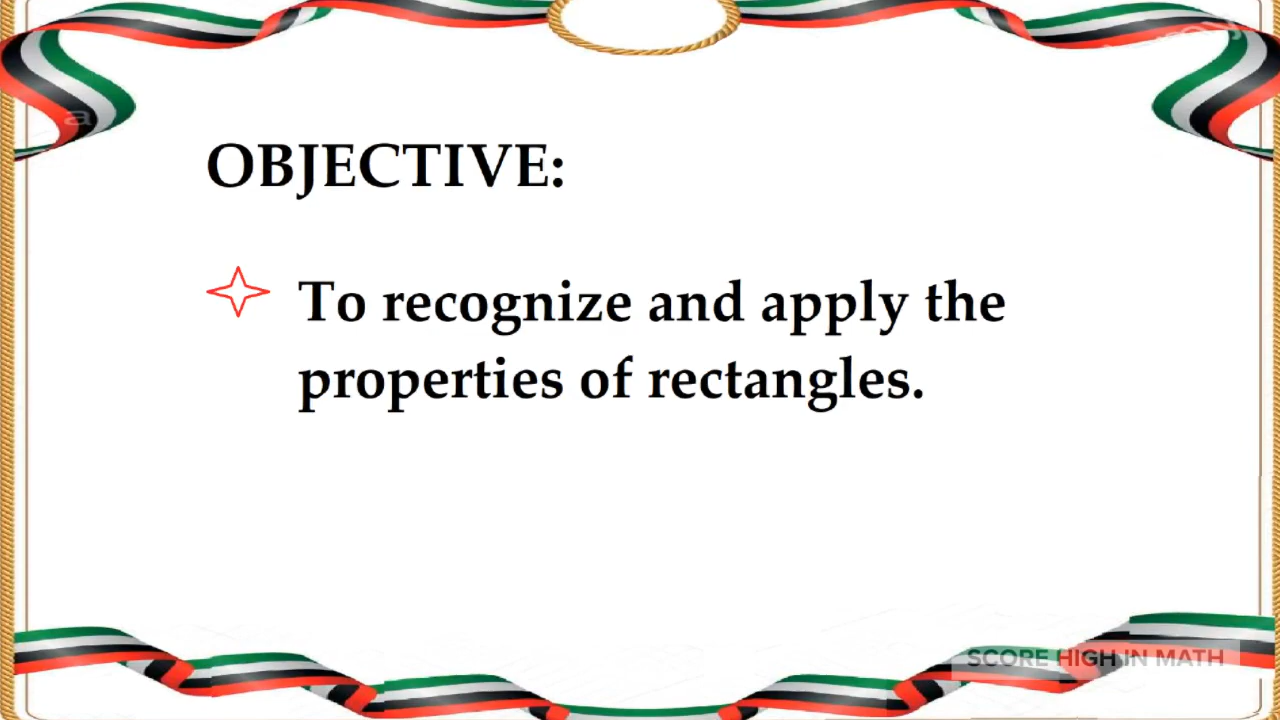 OBJECTIVE:
To recognize and apply the
properties of rectangles.
SCORE HIGH IN MATH